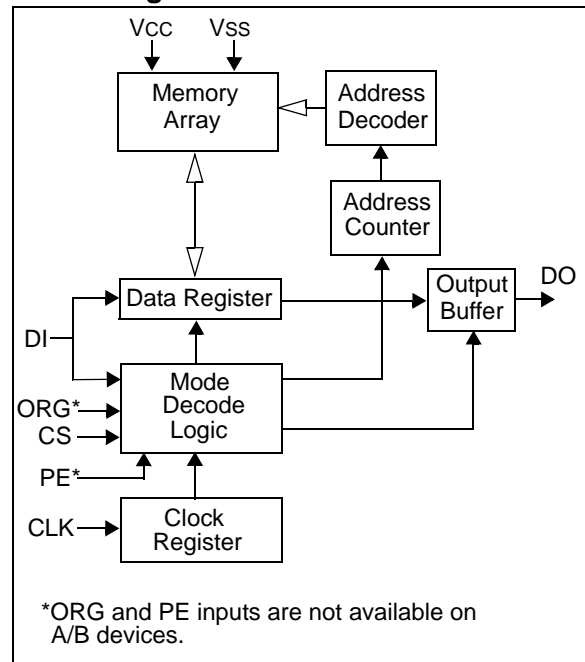 VCC
VSS
Memory
Array
Address
Decoder
Address
Counter
Data Register
Output
Buffer
DO
DI
Mode
Decode
Logic
ORG*
CS
PE*
CLK
Clock
Register
*ORG and PE inputs are not available on
A/B devices.